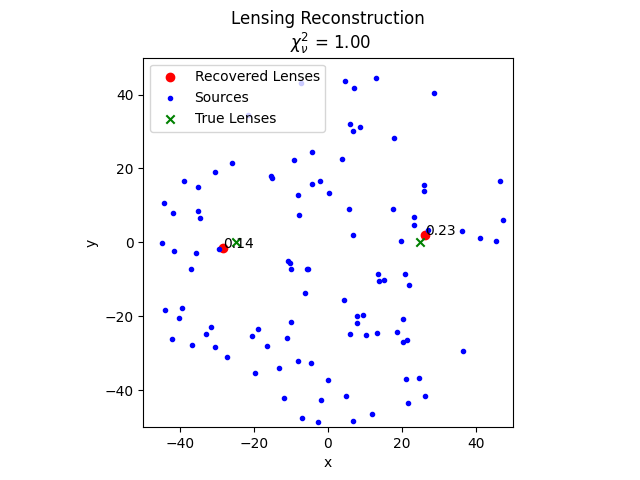 Lensing Reconstruction
χ²ᵥ = 1.00
Recovered Lenses
Sources
True Lenses
40
20
0
−20
−40
y
0.14
0.23
−40
−20
0
20
40
x